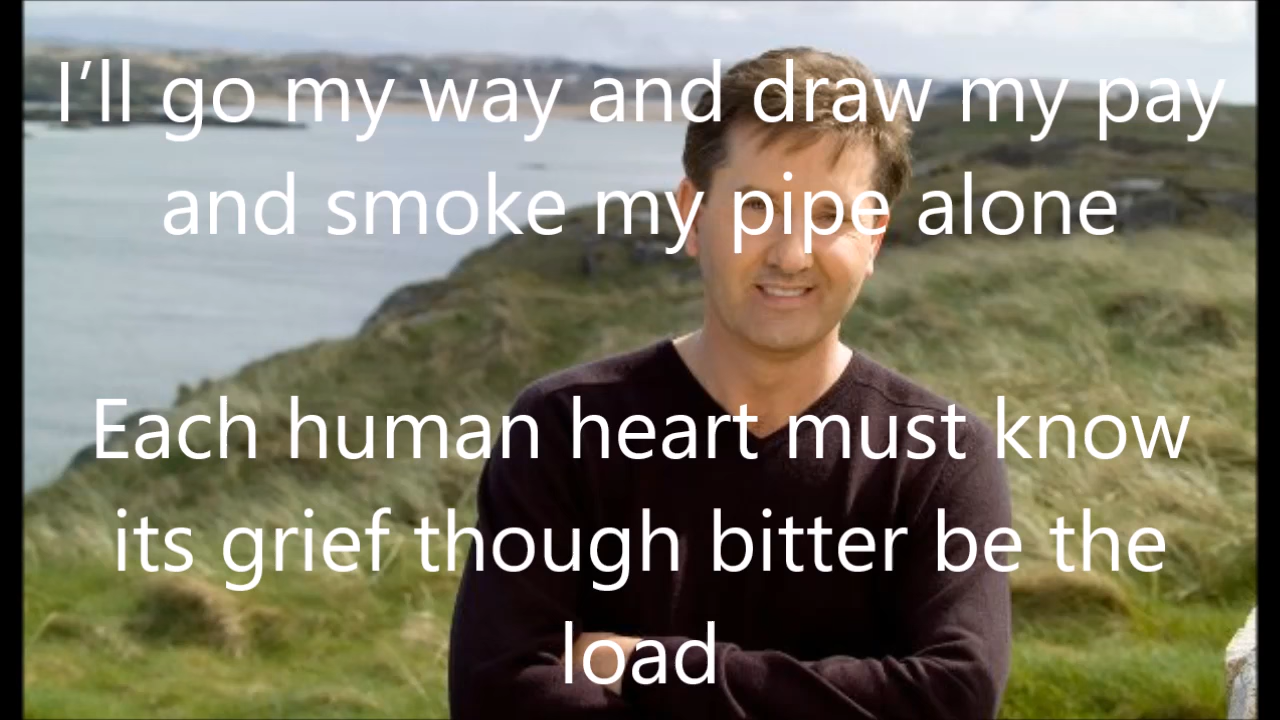 I’ll go my way and draw my pay
and smoke my pipe alone
Each human heart must know
its grief though bitter be the
load